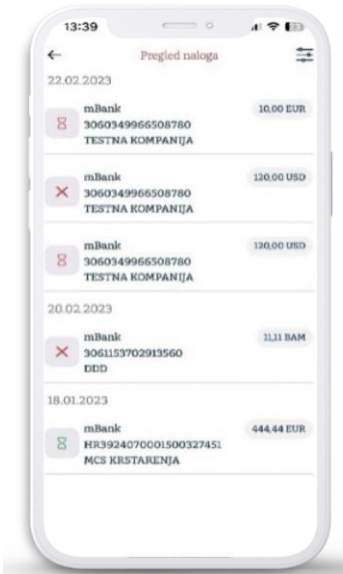 13:39
Pregled naloga
22.02.2023
mBank 10,00 EUR
3060349966508780
TESTNA KOMPANIJA
mBank 120,00 USD
3060349966508780
TESTNA KOMPANIJA
mBank 120,00 USD
3060349966508780
TESTNA KOMPANIJA
20.02.2023
mBank 11,11 BAM
3061153702913560
DDD
18.01.2023
mBank 444,44 EUR
HR3924070001500327451
MCS KRSTARENJA